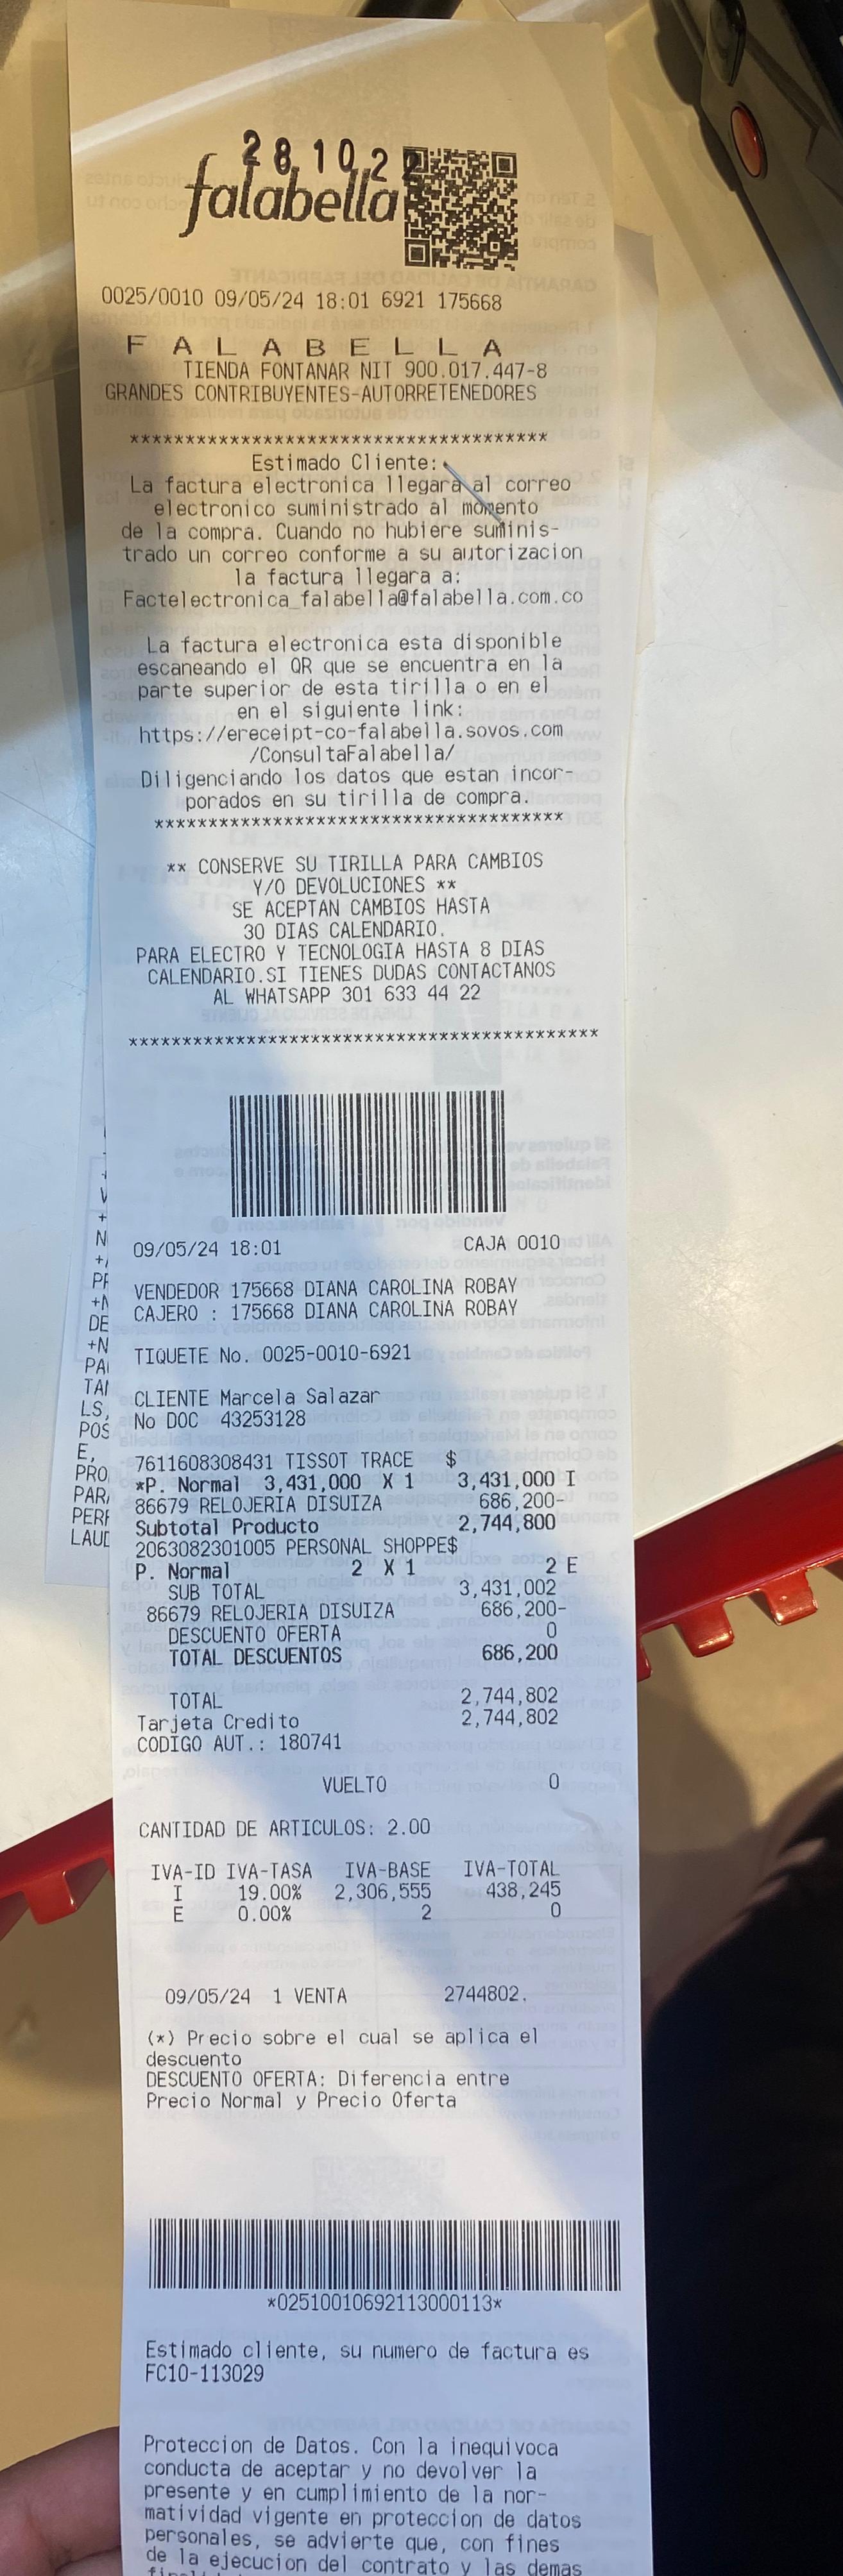 28 10 22
falabella
0025/0010 09/05/24 18:01 6921 175668
F A L A B E L L A
TIENDA FONTANAR NIT 900.017.447-8
GRANDES CONTRIBUYENTES-AUTORRETENEDORES
***************************************
Estimado Cliente:
La factura electronica llegara al correo
electronico suministrado al momento
de la compra. Cuando no hubiere suminis-
trado un correo conforme a su autorizacion
la factura llegara a:
Factelectronica_falabella@falabella.com.co
La factura electronica esta disponible
escaneando el QR que se encuentra en la
parte superior de esta tirilla o en el
en el siguiente link:
https://ereceipt-co-falabella.sovos.com
/ConsultaFalabella/
Diligenciando los datos que estan incor-
porados en su tirilla de compra.
**************************************
** CONSERVE SU TIRILLA PARA CAMBIOS
Y/O DEVOLUCIONES **
SE ACEPTAN CAMBIOS HASTA
30 DIAS CALENDARIO.
PARA ELECTRO Y TECNOLOGIA HASTA 8 DIAS
CALENDARIO.SI TIENES DUDAS CONTACTANOS
AL WHATSAPP 301 633 44 22
********************************************
09/05/24 18:01 CAJA 0010
VENDEDOR 175668 DIANA CAROLINA ROBAY
CAJERO : 175668 DIANA CAROLINA ROBAY
TIQUETE No. 0025-0010-6921
CLIENTE Marcela Salazar
No DOC 43253128
7611608308431 TISSOT TRACE $
*P. Normal 3,431,000 X 1 3,431,000 I
86679 RELOJERIA DISUIZA 686,200-
Subtotal Producto 2,744,800
2063082301005 PERSONAL SHOPPE$
P. Normal 2 X 1 2 E
SUB TOTAL 3,431,002
86679 RELOJERIA DISUIZA 686,200-
DESCUENTO OFERTA 0
TOTAL DESCUENTOS 686,200
TOTAL 2,744,802
Tarjeta Credito 2,744,802
CODIGO AUT.: 180741
VUELTO 0
CANTIDAD DE ARTICULOS: 2.00
IVA-ID IVA-TASA IVA-BASE IVA-TOTAL
I 19.00% 2,306,555 438,245
E 0.00% 2 0
09/05/24 1 VENTA 2744802.
(*) Precio sobre el cual se aplica el
descuento
DESCUENTO OFERTA: Diferencia entre
Precio Normal y Precio Oferta
*02510010692113000113*
Estimado cliente, su numero de factura es
FC10-113029
Proteccion de Datos. Con la inequivoca
conducta de aceptar y no devolver la
presente y en cumplimiento de la nor-
matividad vigente en proteccion de datos
personales, se advierte que, con fines
de la ejecucion del contrato y las demas